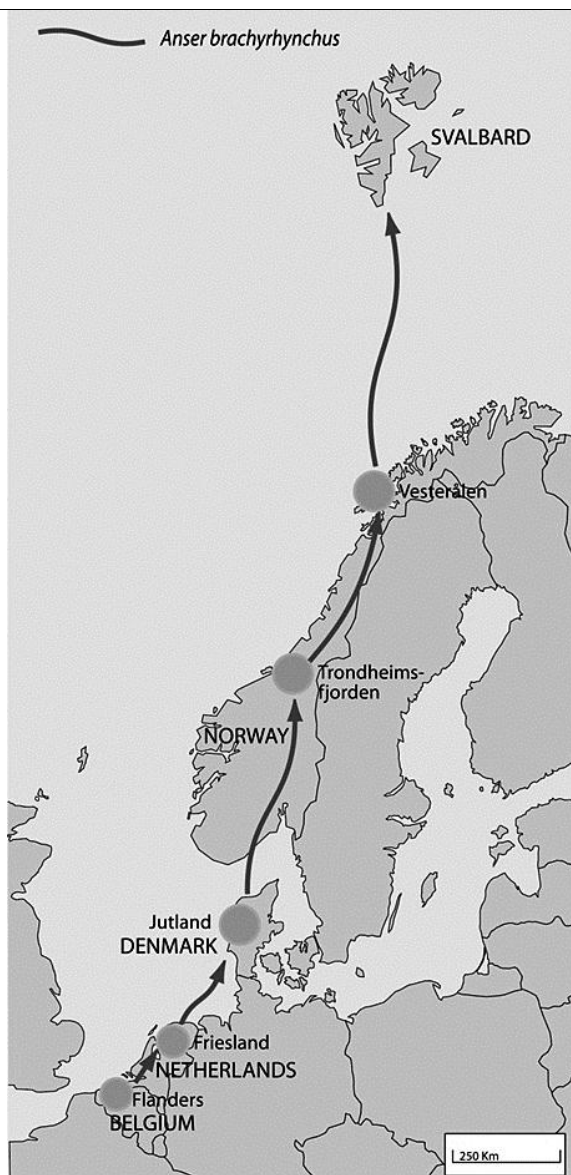 Anser brachyrhynchus
SVALBARD
Vesterålen
Trondheims-
fjorden
NORWAY
Jutland
DENMARK
Friesland
NETHERLANDS
Flanders
BELGIUM
250 Km